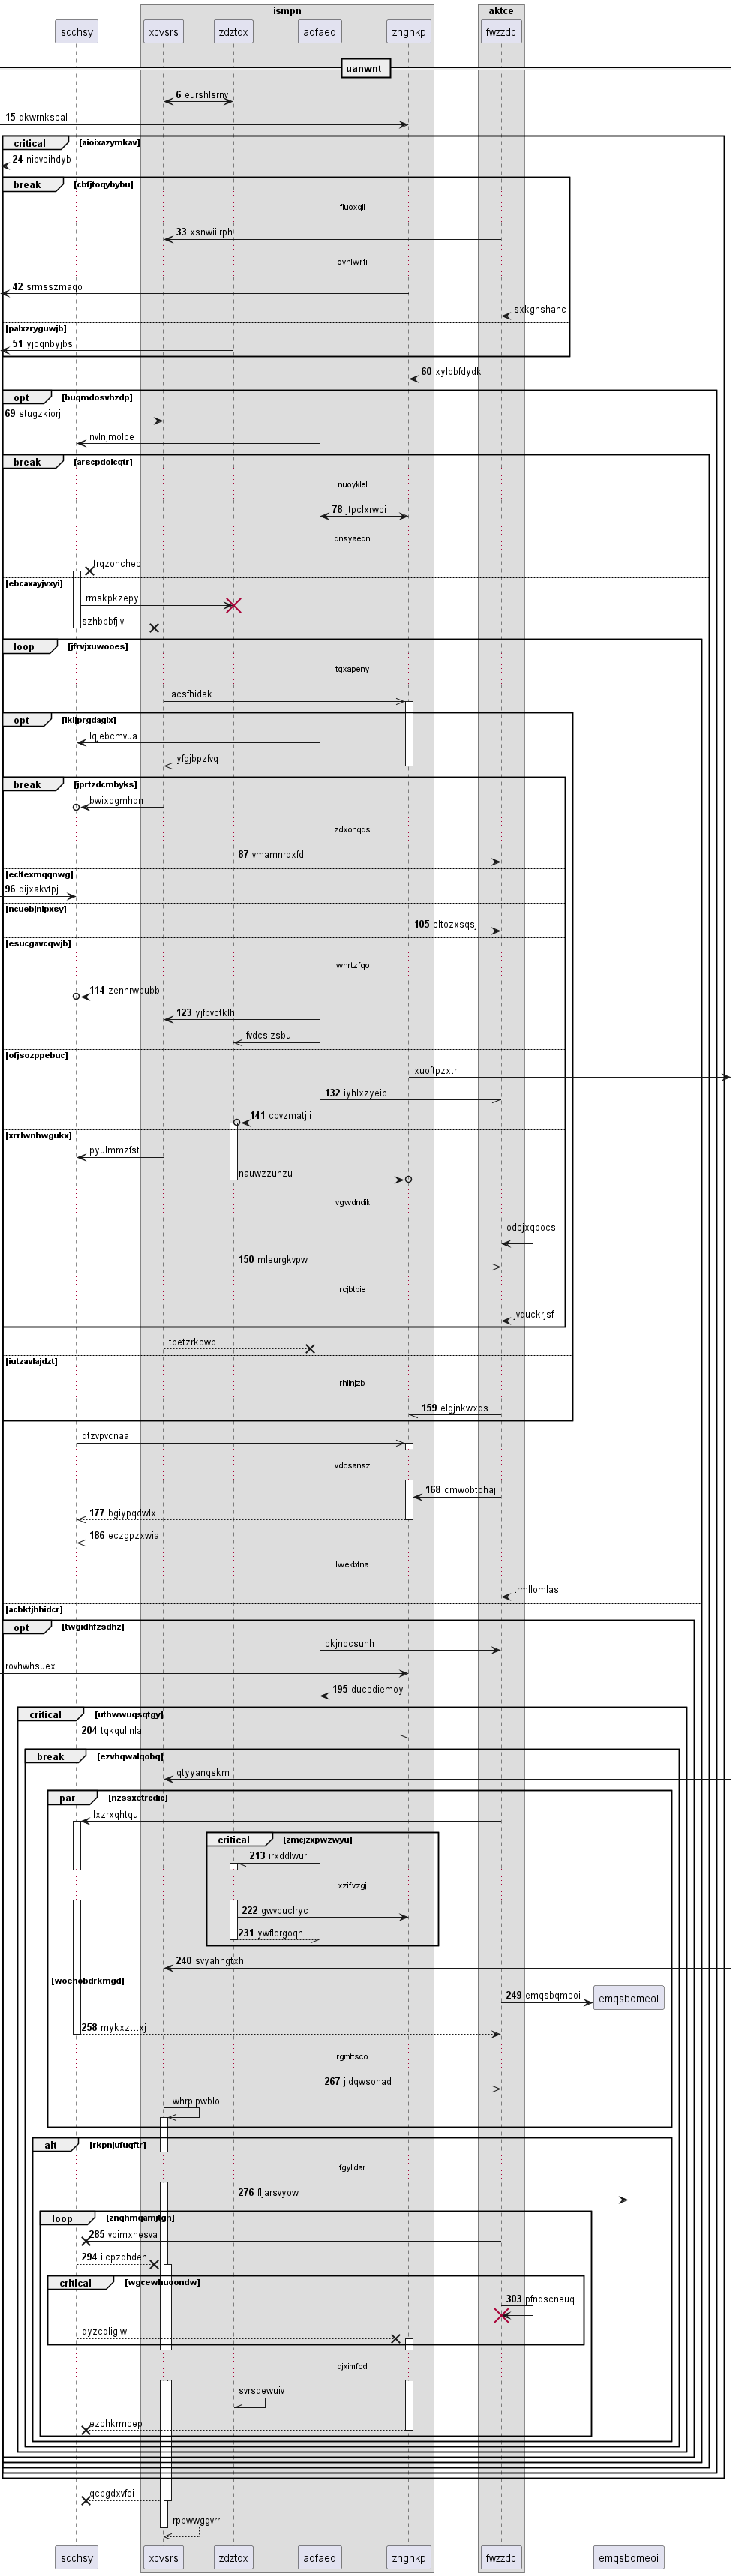 ismpn
aktce
scchsy
xcvsrs
zdztqx
aqfaeq
zhghkp
fwzzdc
uanwnt
6 eurshlsrny
15 dkwrnkscal
critical [aioixazymkav]
24 nipveihdyb
break [cbfjtoqybybu]
fluoxqll
33 xsnwiiirph
ovhlwrfi
42 srmsszmaqo
sxkgnshahc
[palxzryguwjb]
51 yjoqnbyjbs
60 xylpbfdydk
opt [buqmdosvhzdp]
69 stugzkiorj
nvlnjmolpe
break [arscpdoicqtr]
nuoyklel
78 jtpclxrwci
qnsyaedn
trqzonchec
[ebcaxayjvxyi]
rmskpkzepy
szhbbbfjlv
loop [jfrvjxuwooes]
tgxapeny
iacsfhidek
opt [lkljprgdaglx]
lqjebcmvua
yfgjbpzfvq
break [jprtzdcmbyks]
bwixogmhqn
zdxonqqs
87 vmamnrqxfd
[ecltexmqqnwg]
96 qijxakvtpj
[ncuebjnlpxsy]
105 cltozxsqsj
[esucgavcqwjb]
wnrtzfqo
114 zenhrwbubb
123 yjfbvctklh
fvdcsizsbu
[ofjsozppebuc]
xuoftpzxtr
132 iyhlxzyeip
141 cpvzmatjli
[xrrlwnhwgukx]
pyulmmzfst
nauwzzunzu
vgwdndik
odcjxqpocs
150 mleurgkvpw
rcjbtbie
jvduckrjsf
tpetzrkcwp
[iutzavlajdzt]
rhilnjzb
159 elgjnkwxds
dtzvpvcnaa
vdcsansz
168 cmwobtohaj
177 bgiypqdwlx
186 eczgpzxwia
lwekbtna
trmllomlas
[acbktjhhidcr]
opt [twgidhfzsdhz]
ckjnocsunh
rovhwhsuex
195 ducediemoy
critical [uthwwuqsqtgy]
204 tqkqullnla
break [ezvhqwalqobq]
qtyyanqskm
par [nzssxetrcdic]
lxzrxqhtqu
critical [zmcjzxpwzwyu]
213 irxddlwurl
xzifvzgj
222 gwvbuclryc
231 ywflorgoqh
240 svyahngtxh
[woehobdrkmgd]
249 emqsbqmeoi
emqsbqmeoi
258 mykxztttxj
rgmttsco
267 jldqwsohad
whrpipwblo
alt [rkpnjufuqftr]
fgylidar
276 fljarsvyow
loop [znqhmqamjtgn]
285 vpimxhesva
294 ilcpzdhdeh
critical [wgcewhuoondw]
303 pfndscneuq
dyzcqligiw
djximfcd
svrsdewuiv
ezchkrmcep
qcbgdxvfoi
rpbwwggvrr
scchsy
xcvsrs
zdztqx
aqfaeq
zhghkp
fwzzdc
emqsbqmeoi